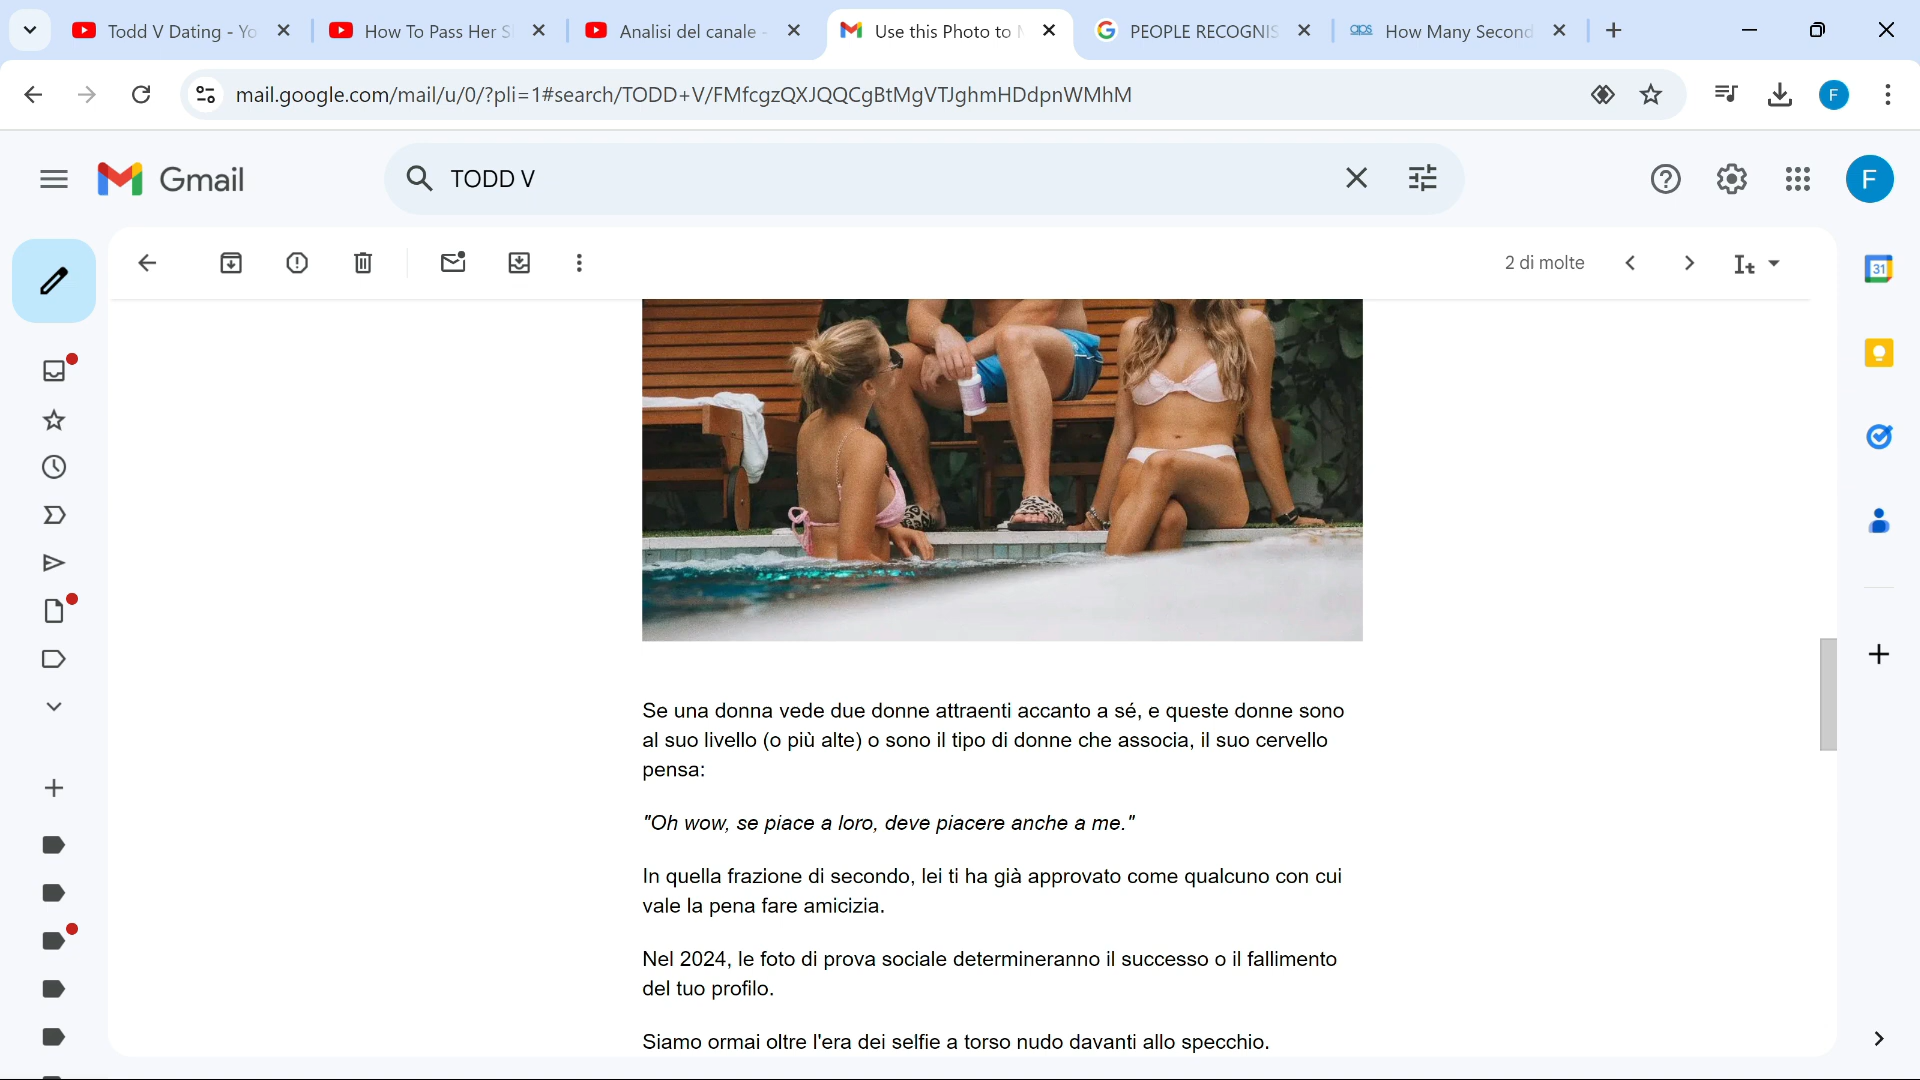 Todd V Dating - Yo
How To Pass Her S
Analisi del canale -
Use this Photo to
PEOPLE RECOGNIS
How Many Second
mail.google.com/mail/u/0/?pli=1#search/TODD+V/FMfcgzQXJQQCgBtMgVTJghmHDdpnWMhM
F
Gmail
TODD V
F
2 di molte
31
Se una donna vede due donne attraenti accanto a sé, e queste donne sono
al suo livello (o più alte) o sono il tipo di donne che associa, il suo cervello
pensa:
"Oh wow, se piace a loro, deve piacere anche a me."
In quella frazione di secondo, lei ti ha già approvato come qualcuno con cui
vale la pena fare amicizia.
Nel 2024, le foto di prova sociale determineranno il successo o il fallimento
del tuo profilo.
Siamo ormai oltre l'era dei selfie a torso nudo davanti allo specchio.